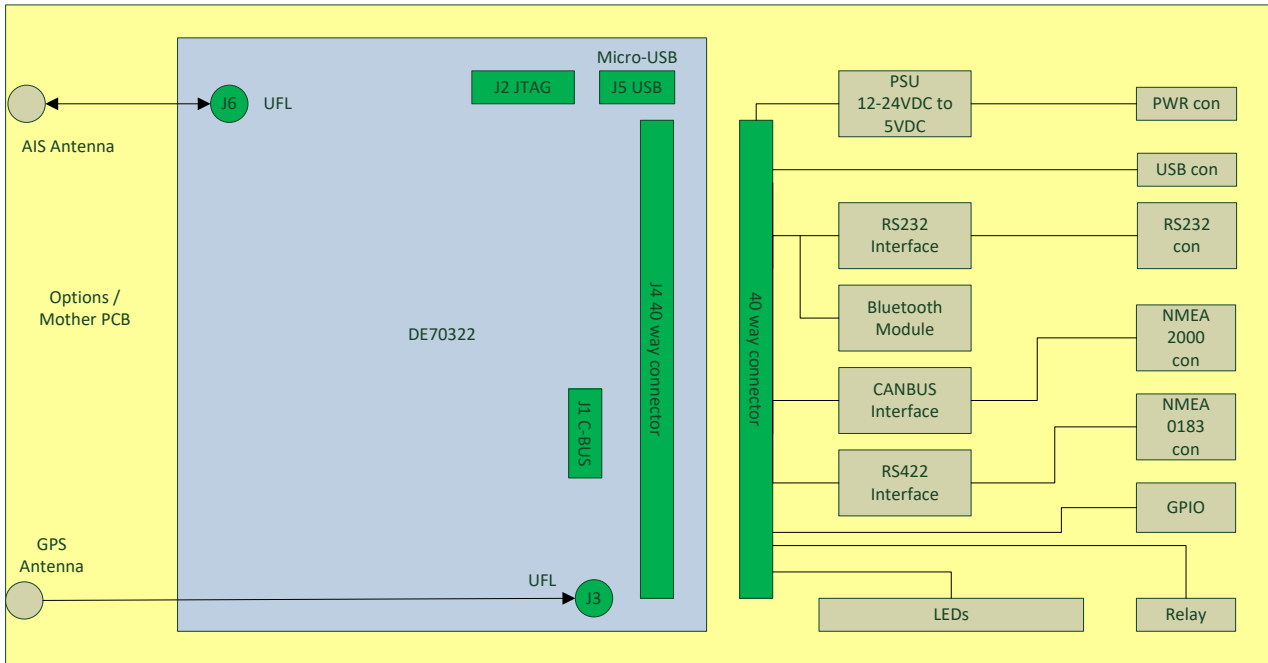 Micro-USB
J2 JTAG
J5 USB
J6
UFL
AIS Antenna
Options /
Mother PCB
DE70322
J4 40 way connector
J1 C-BUS
GPS
Antenna
UFL
J3
40 way connector
PSU
12-24VDC to
5VDC
PWR con
USB con
RS232
Interface
RS232
con
Bluetooth
Module
NMEA
2000
con
CANBUS
Interface
NMEA
0183
con
RS422
Interface
GPIO
LEDs
Relay